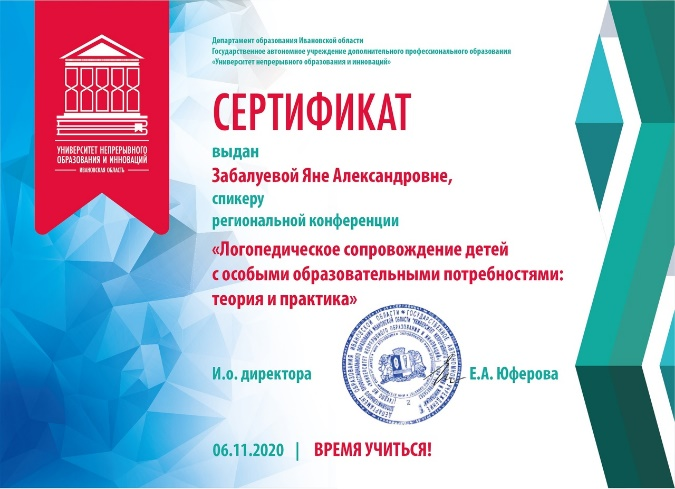 Департамент образования Ивановской области
Государственное автономное учреждение дополнительного профессионального образования
«Университет непрерывного образования и инноваций»
УНИВЕРСИТЕТ НЕПРЕРЫВНОГО
ОБРАЗОВАНИЯ И ИННОВАЦИЙ
ИВАНОВСКАЯ ОБЛАСТЬ
СЕРТИФИКАТ
выдан
Забалуевой Яне Александровне,
спикеру
региональной конференции
«Логопедическое сопровождение детей
с особыми образовательными потребностями:
теория и практика»
И.о. директора
Е.А. Юферова
06.11.2020 | ВРЕМЯ УЧИТЬСЯ!